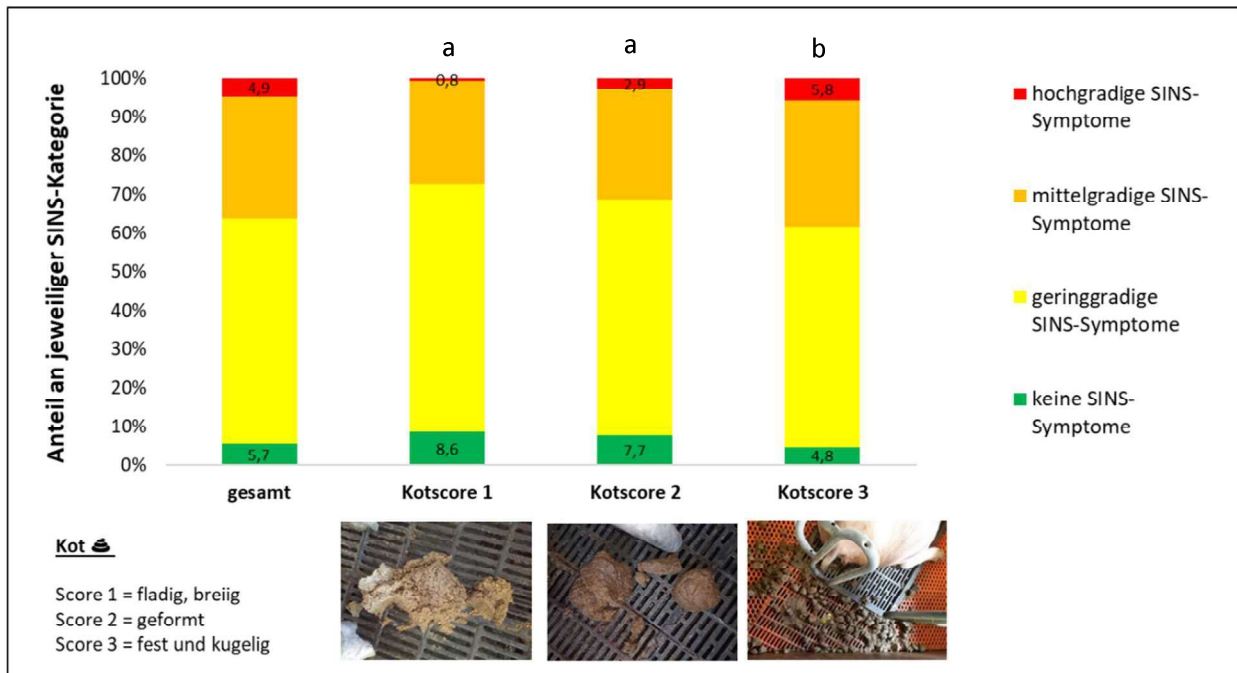 a
a
b
100%
90%
80%
70%
60%
50%
40%
30%
20%
10%
0%
Anteil an jeweiliger SINS-Kategorie
4,9
0,8
2,9
5,8
5,7
8,6
7,7
4,8
gesamt
Kotscore 1
Kotscore 2
Kotscore 3
hochgradige SINS-
Symptome
mittelgradige SINS-
Symptome
geringgradige
SINS-Symptome
keine SINS-
Symptome
Kot
Score 1 = fladig, breiig
Score 2 = geformt
Score 3 = fest und kugelig